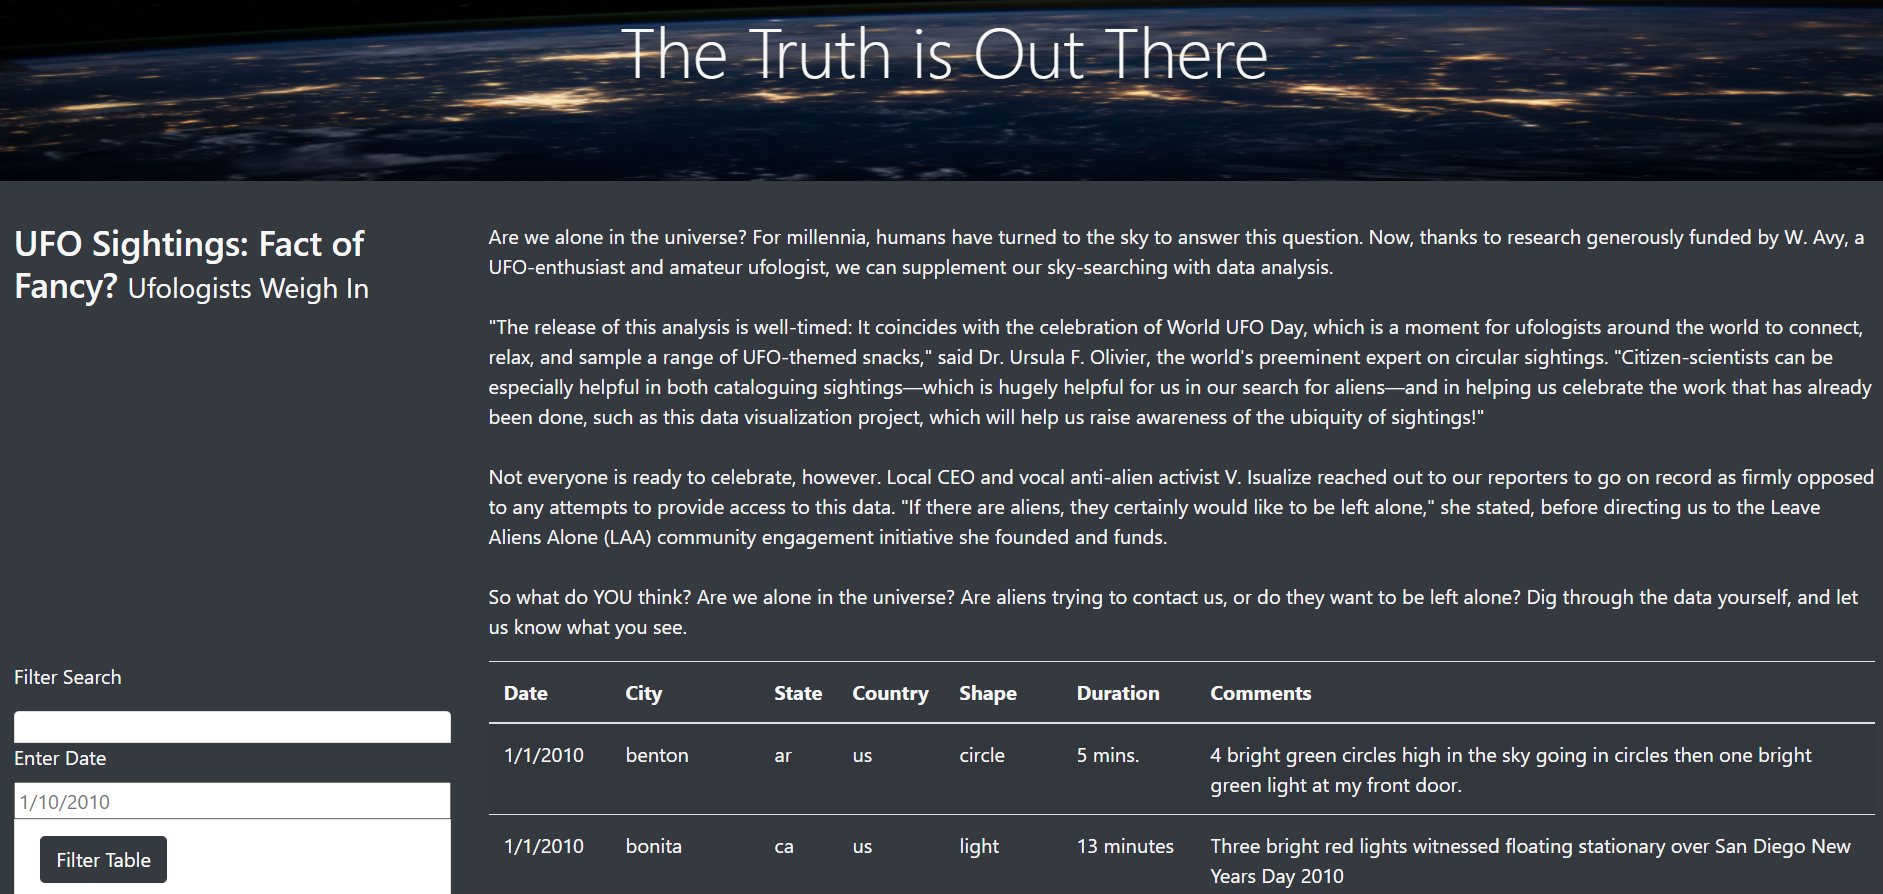 The Truth is Out There
UFO Sightings: Fact of
Fancy? Ufologists Weigh In
Are we alone in the universe? For millennia, humans have turned to the sky to answer this question. Now, thanks to research generously funded by W. Avy, a
UFO-enthusiast and amateur ufologist, we can supplement our sky-searching with data analysis.
"The release of this analysis is well-timed: It coincides with the celebration of World UFO Day, which is a moment for ufologists around the world to connect,
relax, and sample a range of UFO-themed snacks," said Dr. Ursula F. Olivier, the world's preeminent expert on circular sightings. "Citizen-scientists can be
especially helpful in both cataloguing sightings—which is hugely helpful for us in our search for aliens—and in helping us celebrate the work that has already
been done, such as this data visualization project, which will help us raise awareness of the ubiquity of sightings!"
Not everyone is ready to celebrate, however. Local CEO and vocal anti-alien activist V. Isualize reached out to our reporters to go on record as firmly opposed
to any attempts to provide access to this data. "If there are aliens, they certainly would like to be left alone," she stated, before directing us to the Leave
Aliens Alone (LAA) community engagement initiative she founded and funds.
So what do YOU think? Are we alone in the universe? Are aliens trying to contact us, or do they want to be left alone? Dig through the data yourself, and let
us know what you see.
Filter Search
Enter Date
1/10/2010
Filter Table
Date City State Country Shape Duration Comments
1/1/2010 benton ar us circle 5 mins. 4 bright green circles high in the sky going in circles then one bright
green light at my front door.
1/1/2010 bonita ca us light 13 minutes Three bright red lights witnessed floating stationary over San Diego New
Years Day 2010